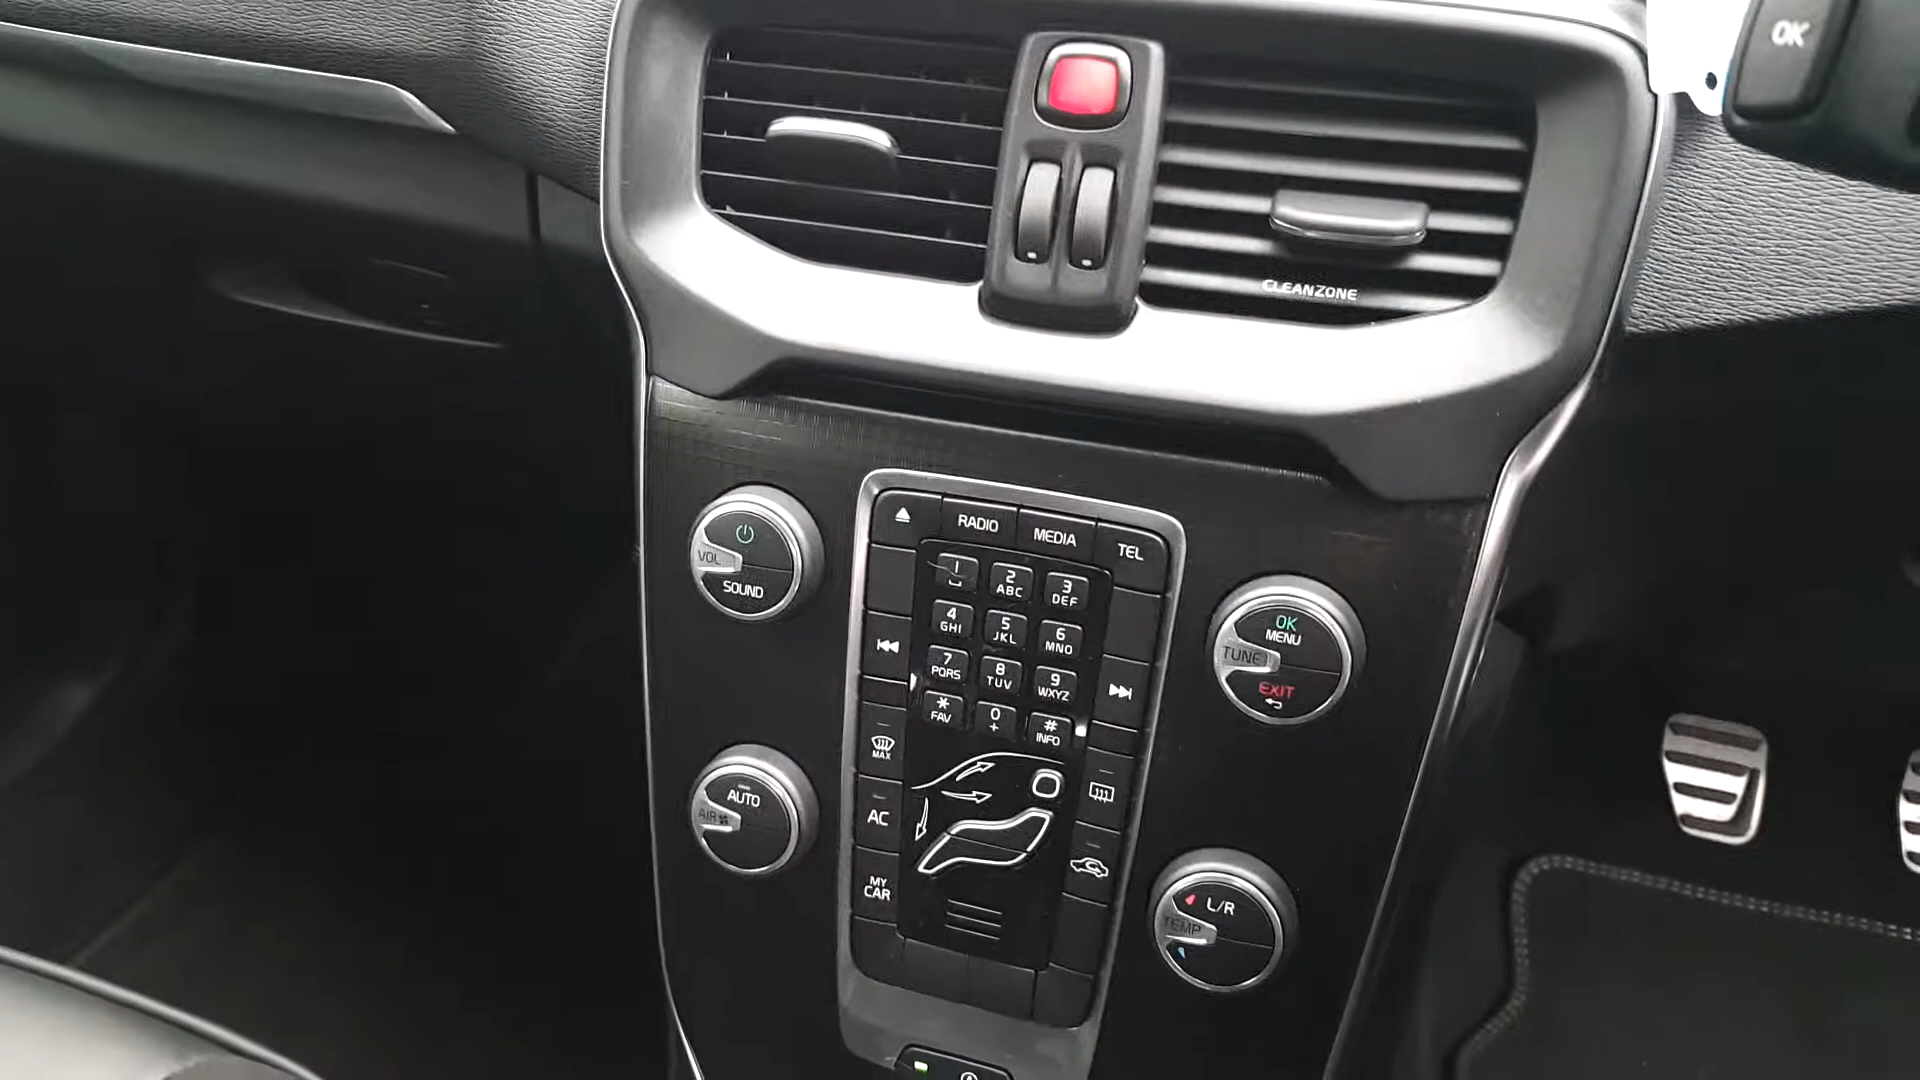 OK
CLEANZONE
RADIO
MEDIA
TEL
VOL
SOUND
1
2
ABC
3
DEF
4
GHI
5
JKL
6
MNO
7
PQRS
8
TUV
9
WXYZ
*
FAV
0
+
#
INFO
OK
MENU
TUNE
EXIT
MAX
AUTO
AIR
AC
MY
CAR
L/R
TEMP